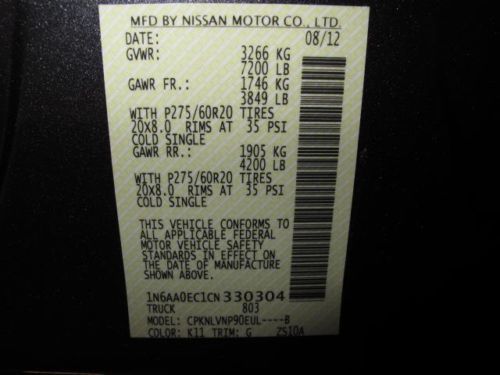 MFD BY NISSAN MOTOR CO., LTD.
DATE: 08/12
GVWR: 3266 KG
7200 LB
GAWR FR.: 1746 KG
3849 LB
WITH P275/60R20 TIRES
20X8.0 RIMS AT 35 PSI
COLD SINGLE
GAWR RR.: 1905 KG
4200 LB
WITH P275/60R20 TIRES
20X8.0 RIMS AT 35 PSI
COLD SINGLE
THIS VEHICLE CONFORMS TO
ALL APPLICABLE FEDERAL
MOTOR VEHICLE SAFETY
STANDARDS IN EFFECT
ON THE DATE OF MANUFACTURE
SHOWN ABOVE.
1N6AA0EC1CN330304
TRUCK 803
MODEL: CPKNLVNP90EUL----B
COLOR: K11 TRIM: G ZS10A